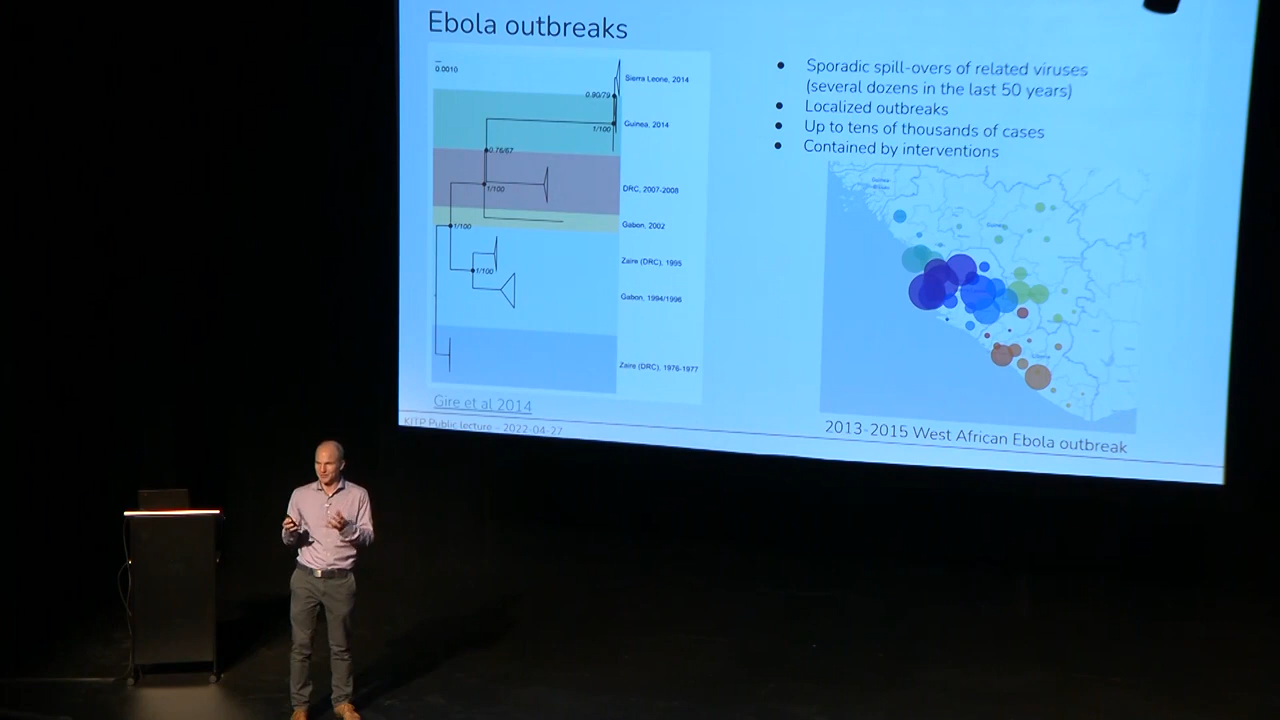 Ebola outbreaks
0.0010
Sierra Leone, 2014
0.90/79
Guinea, 2014
1/100
0.76/67
DRC, 2007-2008
1/100
Gabon, 2002
1/100
Zaire (DRC), 1995
1/100
Gabon, 1994/1996
Zaire (DRC), 1976-1977
Gire et al 2014
KITP Public lecture - 2022-04-27
● Sporadic spill-overs of related viruses
(several dozens in the last 50 years)
● Localized outbreaks
● Up to tens of thousands of cases
● Contained by interventions
Guinea
Liberia
2013-2015 West African Ebola outbreak